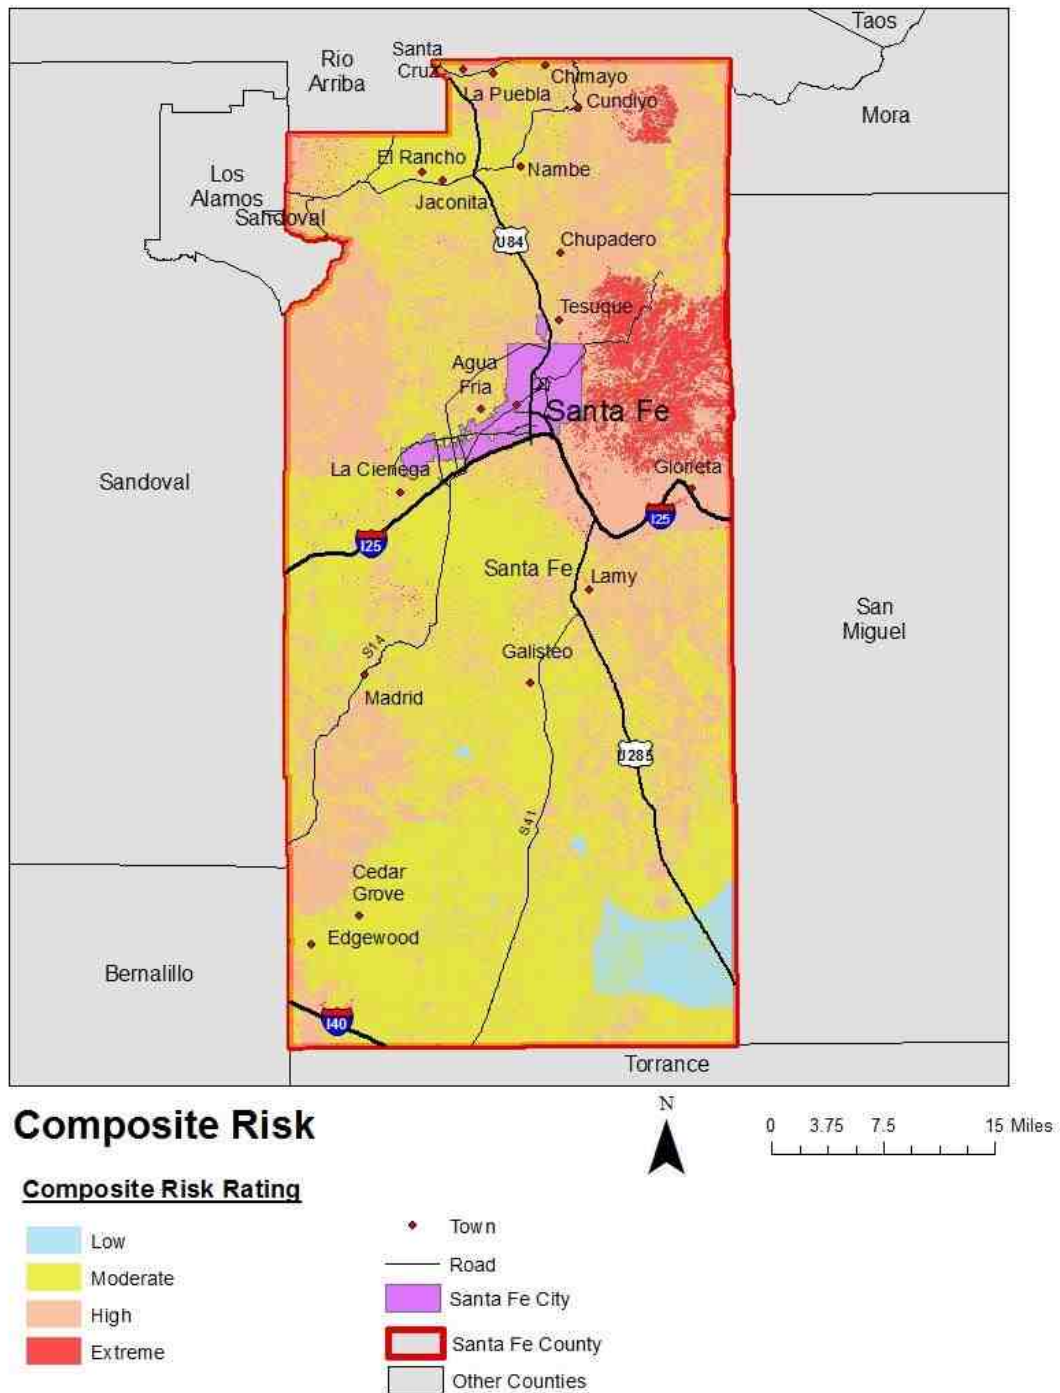 Taos
Santa
Cruz
Rio
Arriba
Chimayo
La Puebla
Cundiyo
Mora
El Rancho
Nambe
Los
Alamos
Jaconita
Sandoval
U84
Chupadero
Tesuque
Agua
Fria
Santa Fe
La Cienega
Glorieta
Sandoval
I25
I25
Santa Fe
Lamy
San
Miguel
S14
Galisteo
Madrid
U285
S41
Cedar
Grove
Edgewood
Bernalillo
I40
Torrance
Composite Risk
N
0 3.75 7.5 15 Miles
Composite Risk Rating
Low
Moderate
High
Extreme
Town
Road
Santa Fe City
Santa Fe County
Other Counties